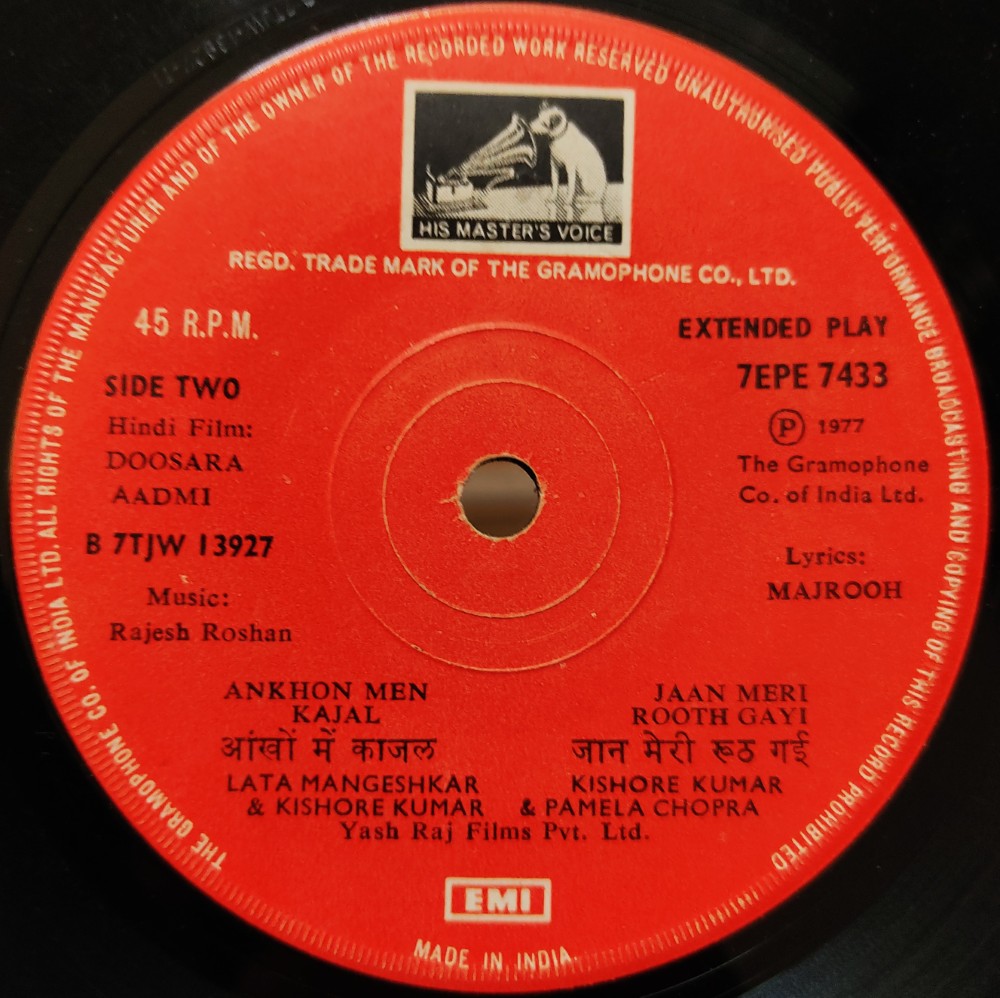 THE GRAMOPHONE CO. OF INDIA LTD. ALL RIGHTS OF THE MANUFACTURER AND OF THE OWNER OF THE RECORDED WORK RESERVED UNAUTHORISED PUBLIC PERFORMANCE BROADCASTING AND COPYING OF THIS RECORD PROHIBITED
HIS MASTER'S VOICE
REGD. TRADE MARK OF THE GRAMOPHONE CO., LTD.
45 R.P.M.
EXTENDED PLAY
SIDE TWO
7EPE 7433
Hindi Film:
DOOSARA
AADMI
Ⓟ 1977
The Gramophone
Co. of India Ltd.
B 7TJW 13927
Music:
Rajesh Roshan
Lyrics:
MAJROOH
ANKHON MEN
KAJAL
आंखों में काजल
LATA MANGESHKAR
& KISHORE KUMAR
JAAN MERI
ROOTH GAYI
जान मेरी रूठ गई
KISHORE KUMAR
& PAMELA CHOPRA
Yash Raj Films Pvt. Ltd.
EMI
MADE IN INDIA.